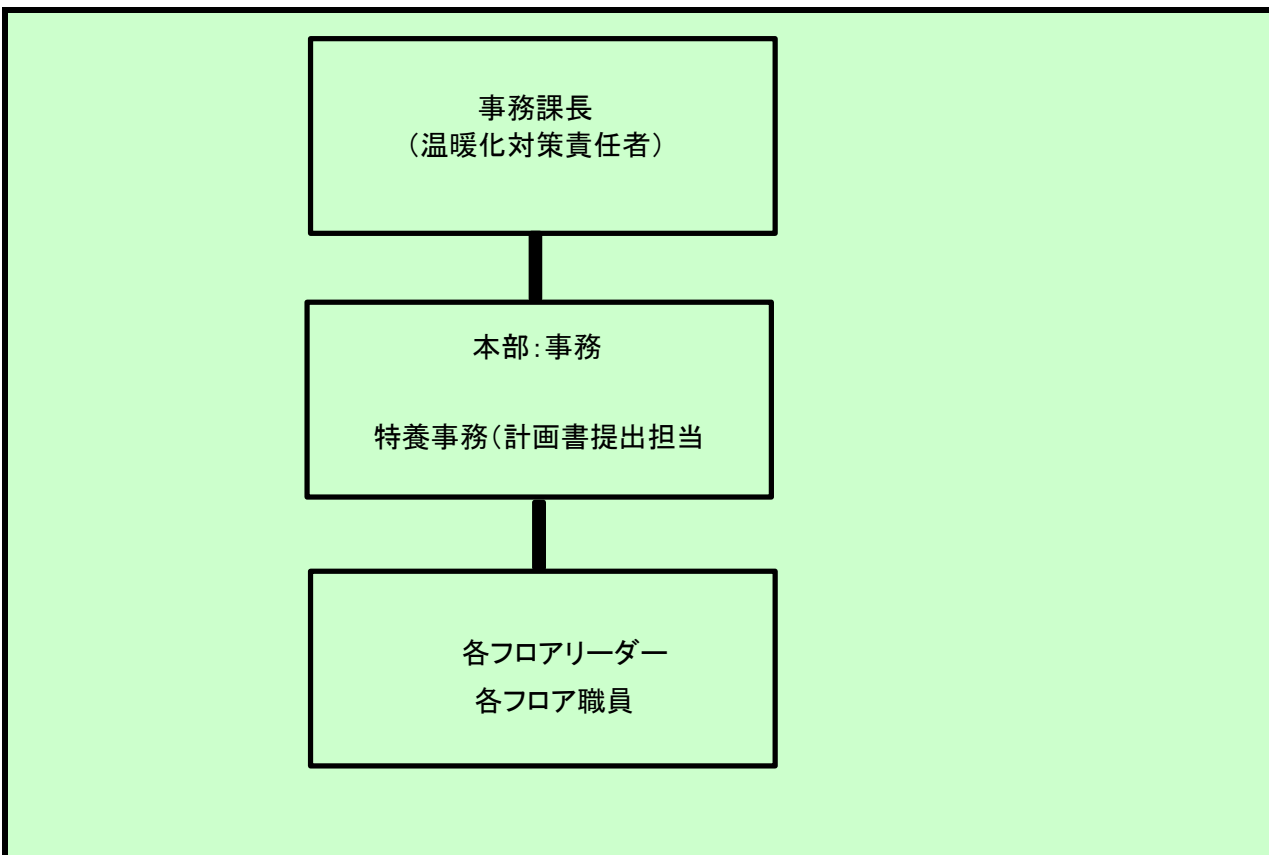 事務課長
（温暖化対策責任者）
本部：事務
特養事務（計画書提出担当
各フロアリーダー
各フロア職員